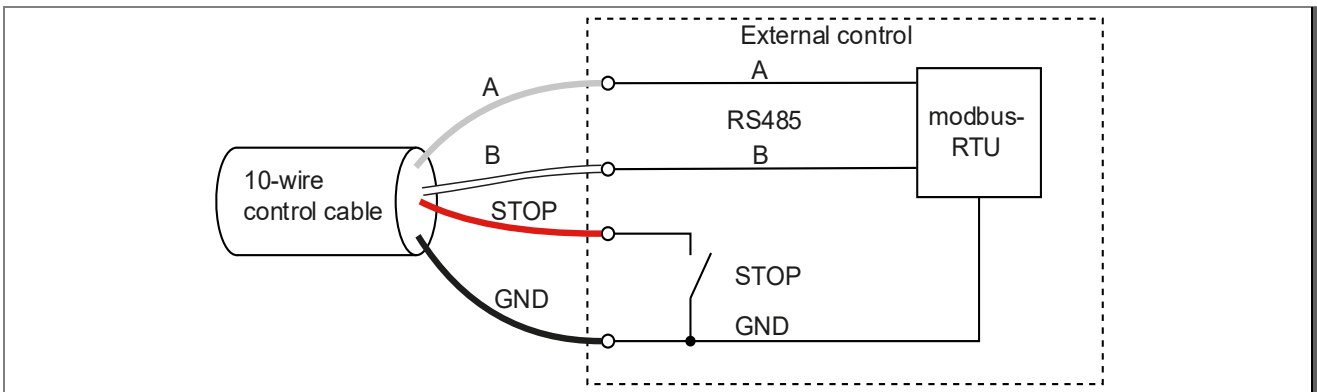 External control
A
A
RS485
modbus-
RTU
B
B
10-wire
control cable
STOP
STOP
GND
GND